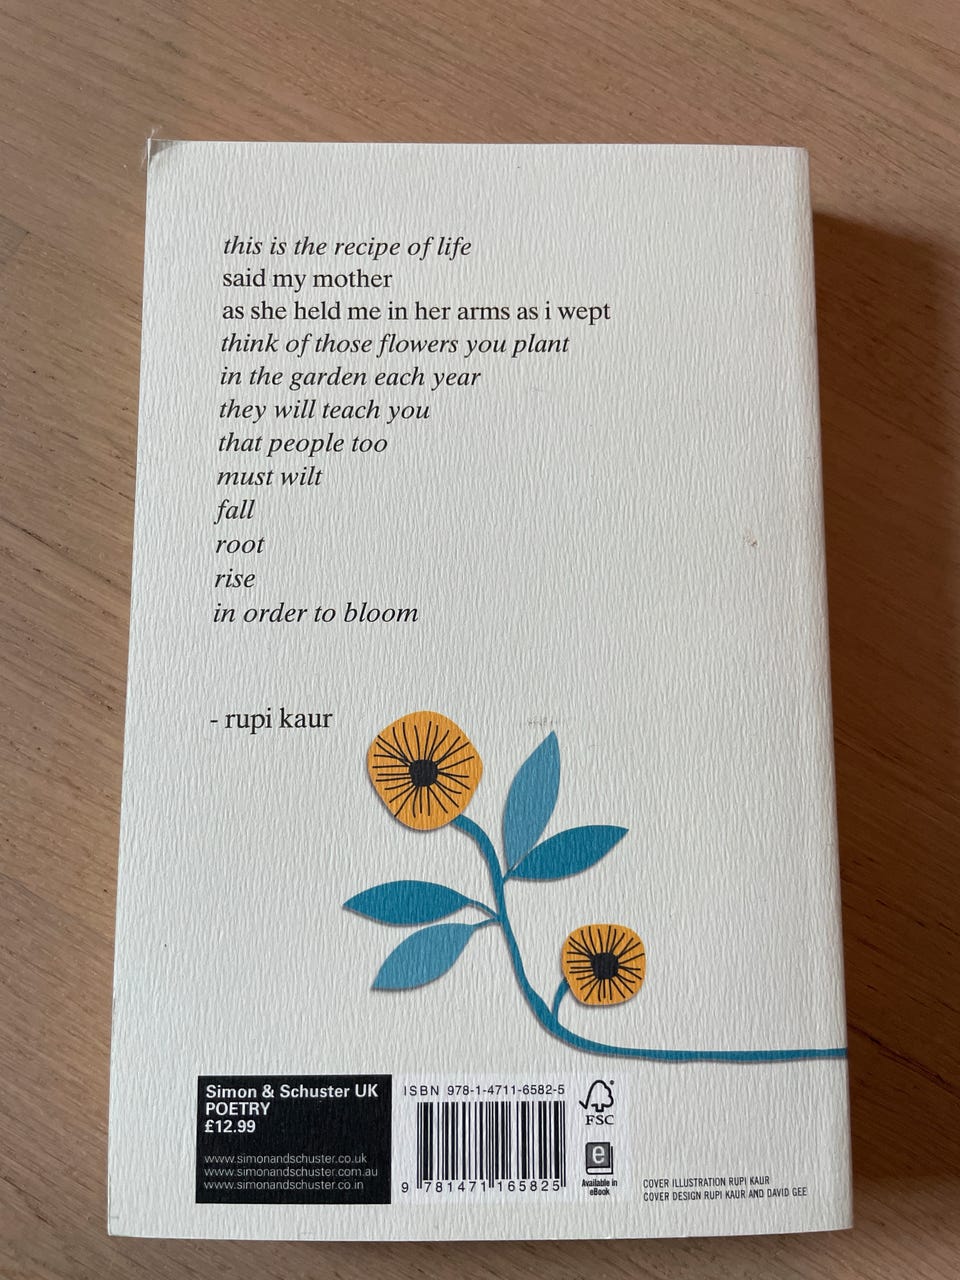 this is the recipe of life
said my mother
as she held me in her arms as i wept
think of those flowers you plant
in the garden each year
they will teach you
that people too
must wilt
fall
root
rise
in order to bloom
- rupi kaur
Simon & Schuster UK
POETRY
£12.99
www.simonandschuster.co.uk
www.simonandschuster.com.au
www.simonandschuster.co.in
ISBN 978-1-4711-6582-5
9 781471 165825
FSC
e
Available in
eBook
COVER ILLUSTRATION RUPI KAUR
COVER DESIGN RUPI KAUR AND DAVID GEE